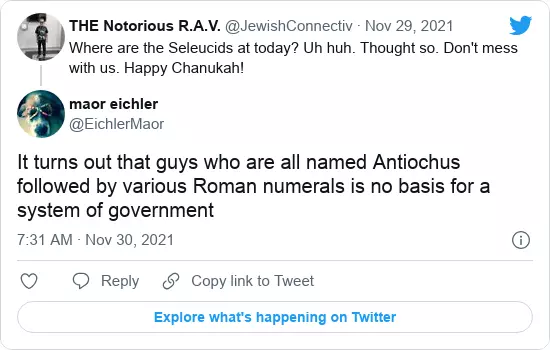 THE Notorious R.A.V. @JewishConnectiv · Nov 29, 2021
Where are the Seleucids at today? Uh huh. Thought so. Don't mess
with us. Happy Chanukah!
maor eichler
@EichlerMaor
It turns out that guys who are all named Antiochus
followed by various Roman numerals is no basis for a
system of government
7:31 AM · Nov 30, 2021
Reply
Copy link to Tweet
Explore what's happening on Twitter